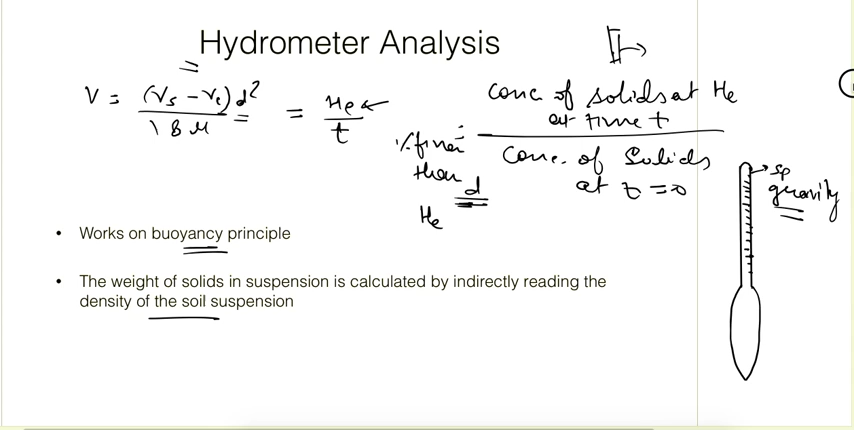 Hydrometer Analysis
V = (γs - γl) d²
18 μ
= He
t
% finer
than
d
He
=
conc of solids at He
at time t
conc. of Solids
at t = 0
sp
gravity
• Works on buoyancy principle
• The weight of solids in suspension is calculated by indirectly reading the
density of the soil suspension